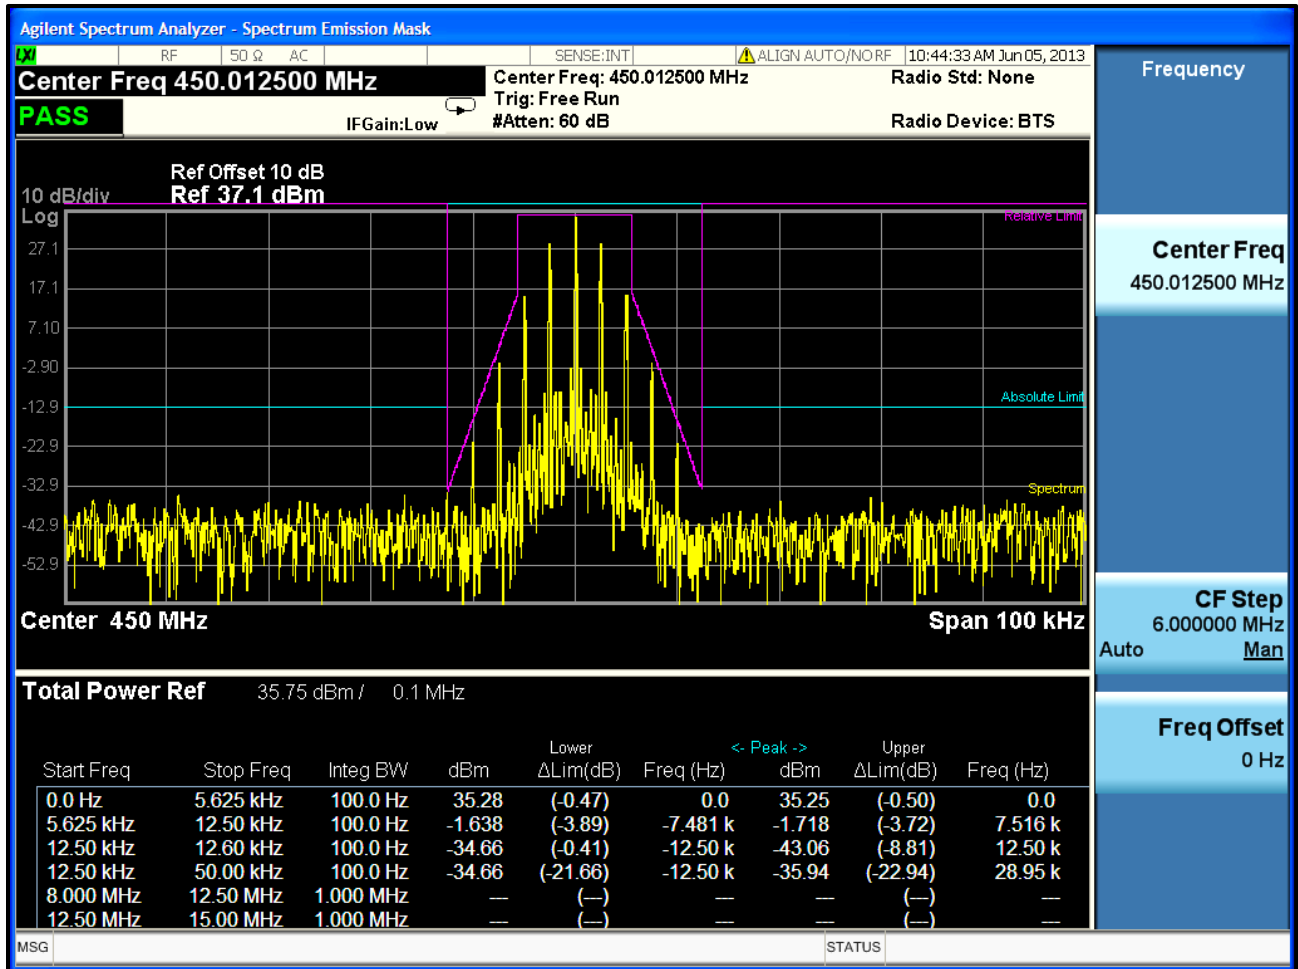 Agilent Spectrum Analyzer - Spectrum Emission Mask
LXI RF 50 Ω AC SENSE:INT ALIGN AUTO/NO RF 10:44:33 AM Jun 05, 2013
Center Freq 450.012500 MHz
Center Freq: 450.012500 MHz Radio Std: None
Trig: Free Run
PASS IFGain:Low #Atten: 60 dB Radio Device: BTS
Ref Offset 10 dB
10 dB/div Ref 37.1 dBm
Log
Relative Limit
27.1
17.1
7.10
-2.90
Absolute Limit
-12.9
-22.9
-32.9
Spectrum
-42.9
-52.9
Center 450 MHz Span 100 kHz
Total Power Ref 35.75 dBm / 0.1 MHz
Lower <- Peak -> Upper
Start Freq Stop Freq Integ BW dBm ΔLim(dB) Freq (Hz) dBm ΔLim(dB) Freq (Hz)
0.0 Hz 5.625 kHz 100.0 Hz 35.28 (-0.47) 0.0 35.25 (-0.50) 0.0
5.625 kHz 12.50 kHz 100.0 Hz -1.638 (-3.89) -7.481 k -1.718 (-3.72) 7.516 k
12.50 kHz 12.60 kHz 100.0 Hz -34.66 (-0.41) -12.50 k -43.06 (-8.81) 12.50 k
12.50 kHz 50.00 kHz 100.0 Hz -34.66 (-21.66) -12.50 k -35.94 (-22.94) 28.95 k
8.000 MHz 12.50 MHz 1.000 MHz --- (---) --- --- (---) ---
12.50 MHz 15.00 MHz 1.000 MHz --- (---) --- --- (---) ---
MSG STATUS
Frequency
Center Freq
450.012500 MHz
CF Step
6.000000 MHz
Auto Man
Freq Offset
0 Hz